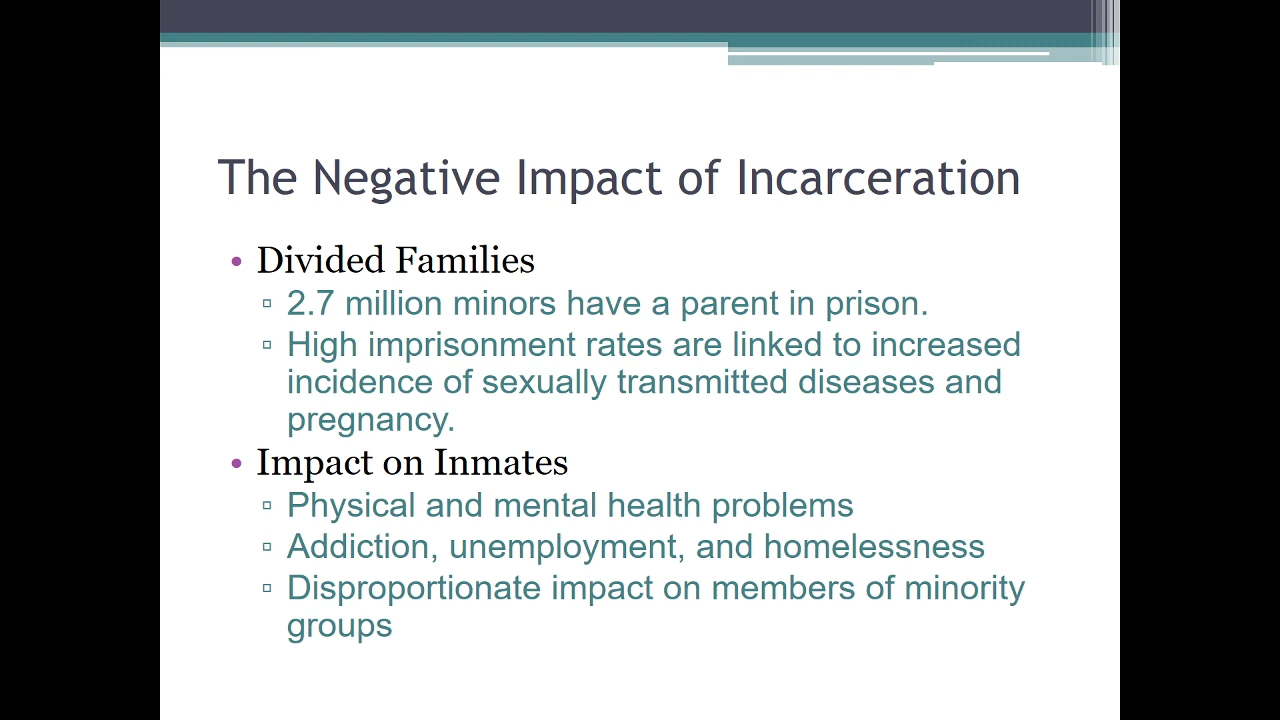 The Negative Impact of Incarceration
• Divided Families
▫ 2.7 million minors have a parent in prison.
▫ High imprisonment rates are linked to increased
incidence of sexually transmitted diseases and
pregnancy.
• Impact on Inmates
▫ Physical and mental health problems
▫ Addiction, unemployment, and homelessness
▫ Disproportionate impact on members of minority
groups